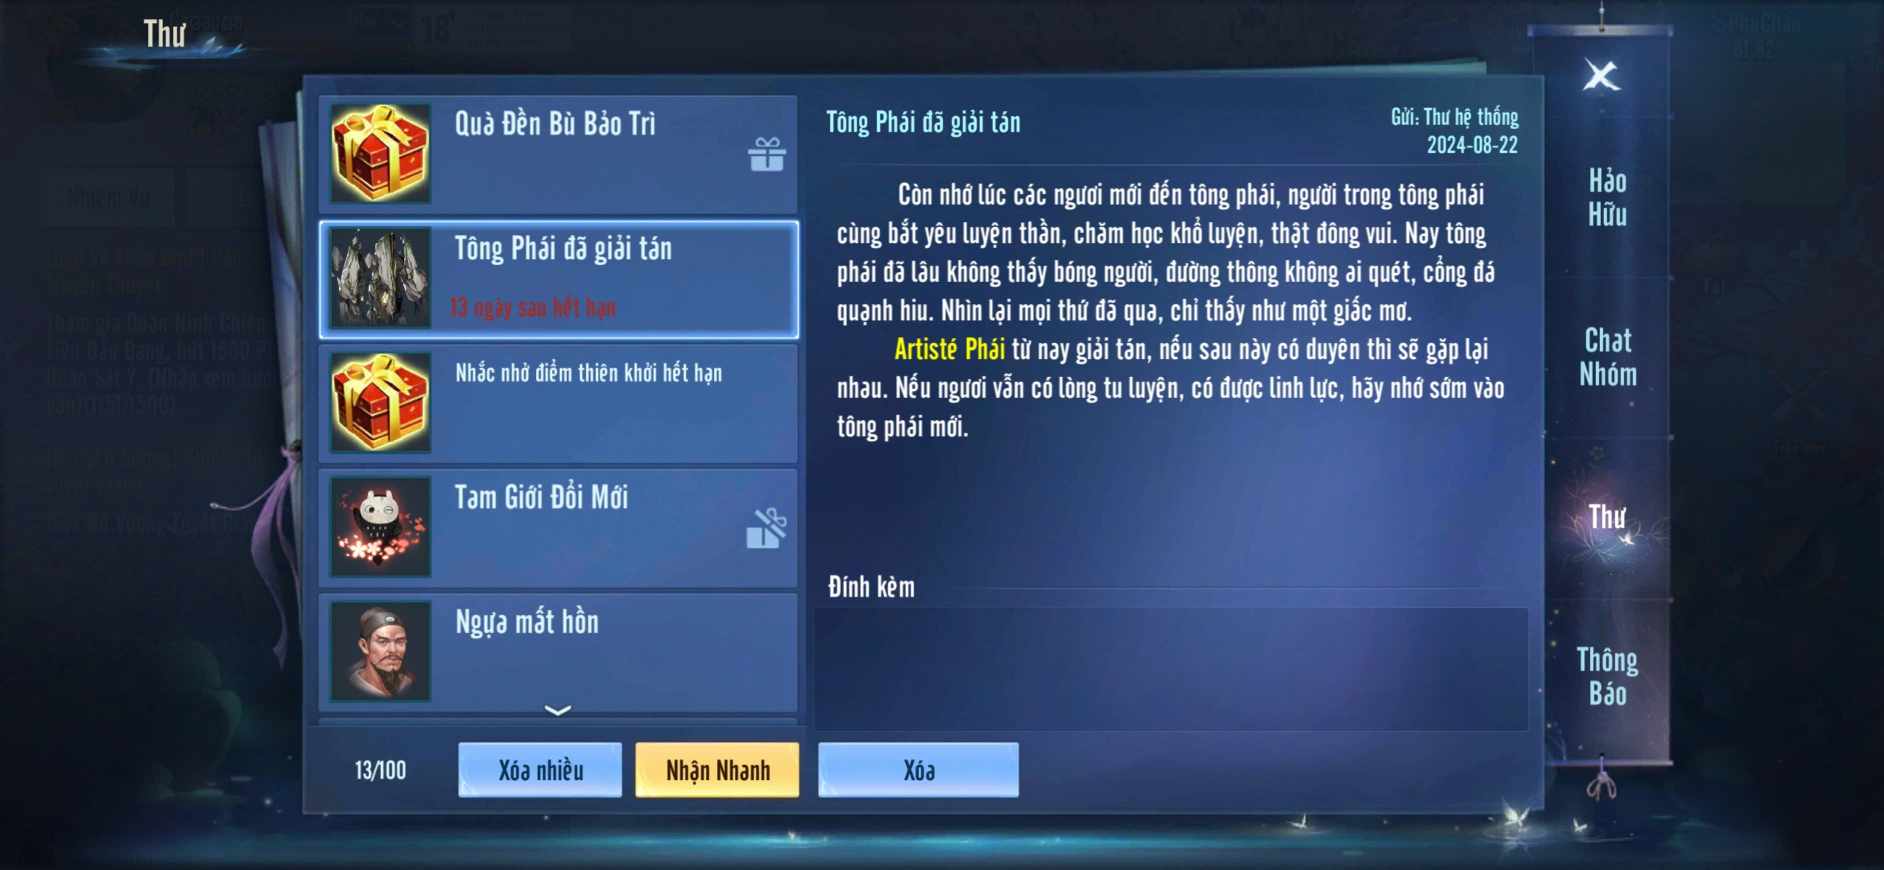 Thư
Quà Đền Bù Bảo Trì
Tông Phái đã giải tán
13 ngày sau hết hạn
Nhắc nhở điểm thiên khởi hết hạn
Tam Giới Đổi Mới
Ngựa mất hồn
13/100
Xóa nhiều
Nhận Nhanh
Tông Phái đã giải tán
Gửi: Thư hệ thống
2024-08-22
Còn nhớ lúc các ngươi mới đến tông phái, người trong tông phái
cùng bắt yêu luyện thần, chăm học khổ luyện, thật đông vui. Nay tông
phái đã lâu không thấy bóng người, đường thông không ai quét, cổng đá
quạnh hiu. Nhìn lại mọi thứ đã qua, chỉ thấy như một giấc mơ.
Artisté Phái từ nay giải tán, nếu sau này có duyên thì sẽ gặp lại
nhau. Nếu ngươi vẫn có lòng tu luyện, có được linh lực, hãy nhớ sớm vào
tông phái mới.
Đính kèm
Xóa
Hảo
Hữu
Chat
Nhóm
Thư
Thông
Báo